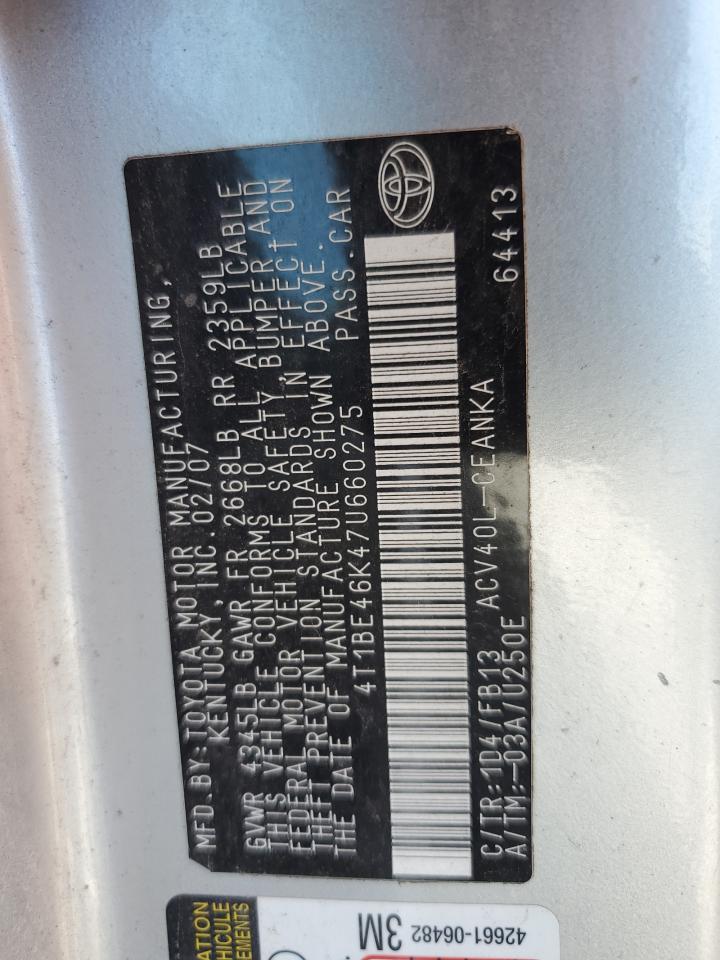 MFD.BY:TOYOTA MOTOR MANUFACTURING,
KENTUCKY, INC.02/07
GVWR 4345LB GAWR FR 2668LB RR 2359LB
THIS VEHICLE CONFORMS TO ALL APPLICABLE
FEDERAL MOTOR VEHICLE SAFETY, BUMPER AND
THEFT PREVENTION STANDARDS IN EFFECT ON
THE DATE OF MANUFACTURE SHOWN ABOVE.
4T1BE46K47U660275 PASS.CAR
C/TR:1D4/FB13 ACV40L-CEANKA 64413
A/TM:-03A/U250E
42661-06482
3M